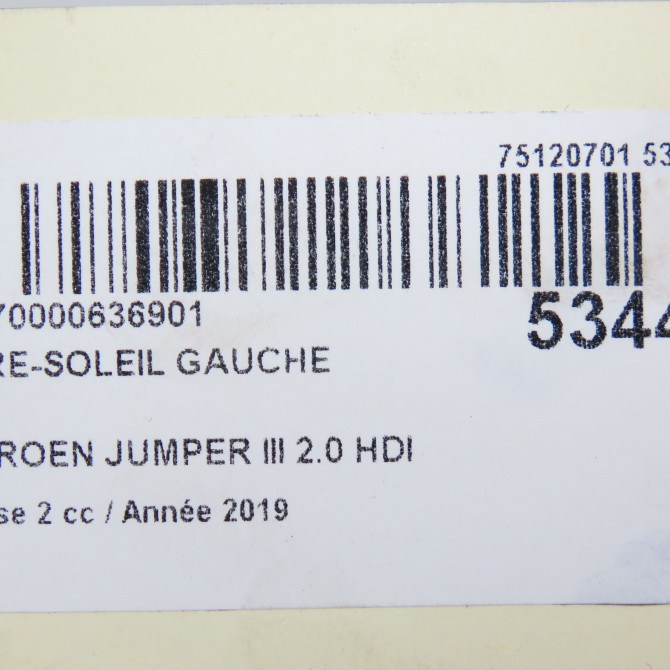 75120701 53
70000636901
5344
RE-SOLEIL GAUCHE
ROEN JUMPER III 2.0 HDI
se 2 cc / Année 2019